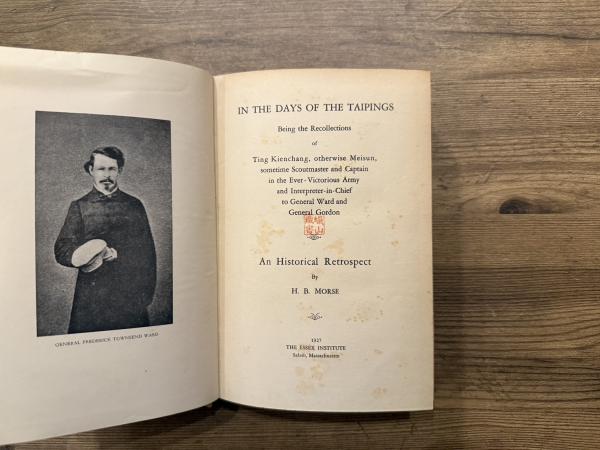 GENERAL FREDERICK TOWNSEND WARD
IN THE DAYS OF THE TAIPINGS
Being the Recollections
of
Ting Kienchang, otherwise Meisun,
sometime Scoutmaster and Captain
in the Ever-Victorious Army
and Interpreter-in-Chief
to General Ward and
General Gordon
An Historical Retrospect
By
H. B. MORSE
1927
THE ESSEX INSTITUTE
Salem, Massachusetts